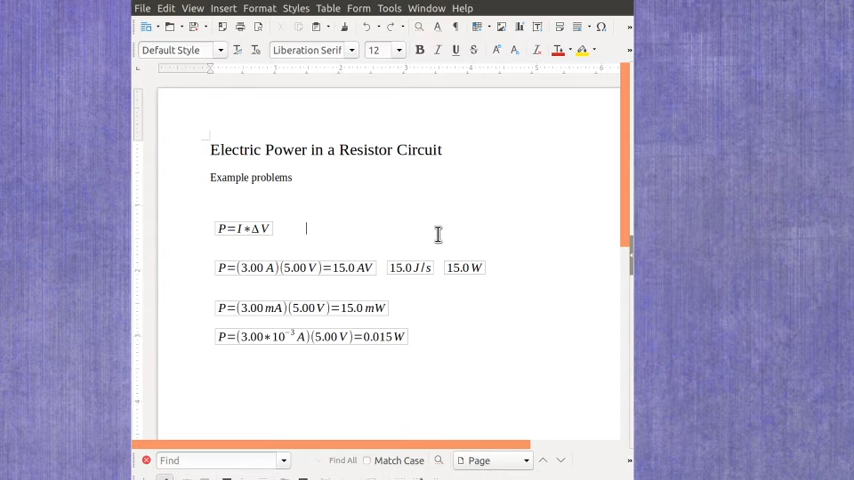 File Edit View Insert Format Styles Table Form Tools Window Help
Default Style Liberation Serif 12
Electric Power in a Resistor Circuit
Example problems
P=I∗ΔV
P=(3.00 A)(5.00 V)=15.0 AV 15.0 J/s 15.0 W
P=(3.00 mA)(5.00 V)=15.0 mW
P=(3.00∗10⁻³ A)(5.00 V)=0.015 W
Find Find All Match Case Page